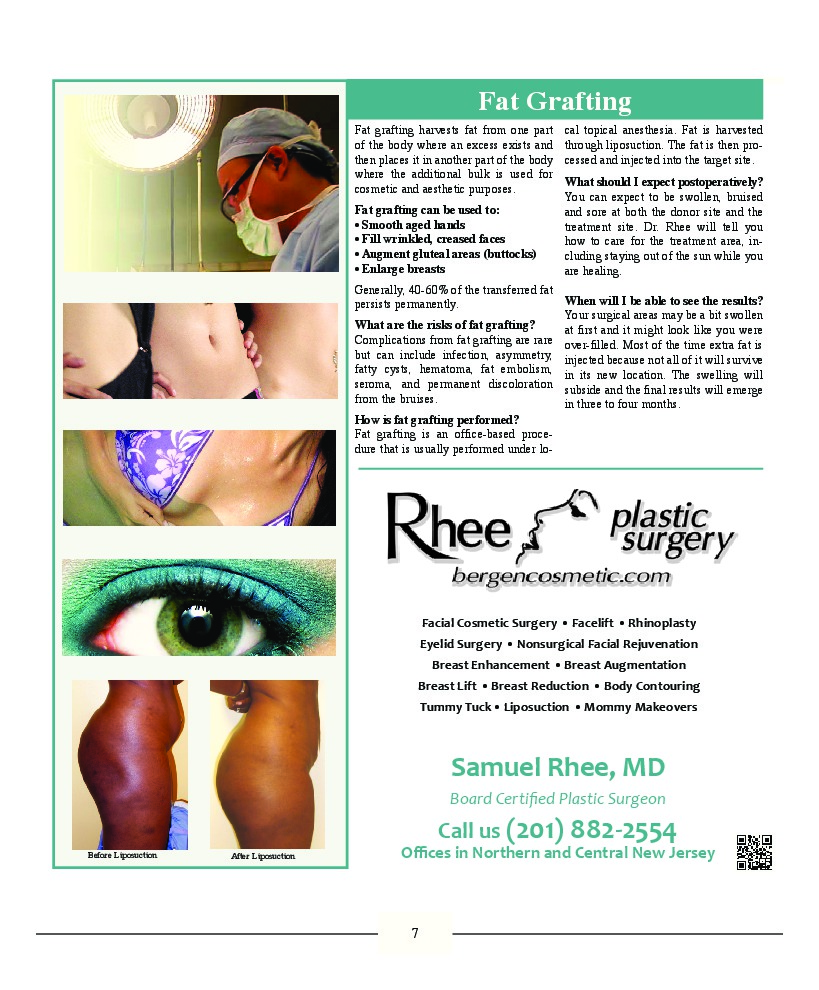 Fat Grafting
Fat grafting harvests fat from one part
of the body where an excess exists and
then places it in another part of the body
where the additional bulk is used for
cosmetic and aesthetic purposes.
Fat grafting can be used to:
• Smooth aged hands
• Fill wrinkled, creased faces
• Augment gluteal areas (buttocks)
• Enlarge breasts
Generally, 40-60% of the transferred fat
persists permanently.
What are the risks of fat grafting?
Complications from fat grafting are rare
but can include infection, asymmetry,
fatty cysts, hematoma, fat embolism,
seroma, and permanent discoloration
from the bruises.
How is fat grafting performed?
Fat grafting is an office-based proce-
dure that is usually performed under lo-
cal topical anesthesia. Fat is harvested
through liposuction. The fat is then pro-
cessed and injected into the target site.
What should I expect postoperatively?
You can expect to be swollen, bruised
and sore at both the donor site and the
treatment site. Dr. Rhee will tell you
how to care for the treatment area, in-
cluding staying out of the sun while you
are healing.
When will I be able to see the results?
Your surgical areas may be a bit swollen
at first and it might look like you were
over-filled. Most of the time extra fat is
injected because not all of it will survive
in its new location. The swelling will
subside and the final results will emerge
in three to four months.
Rhee plastic surgery
bergencosmetic.com
Facial Cosmetic Surgery • Facelift • Rhinoplasty
Eyelid Surgery • Nonsurgical Facial Rejuvenation
Breast Enhancement • Breast Augmentation
Breast Lift • Breast Reduction • Body Contouring
Tummy Tuck • Liposuction • Mommy Makeovers
Samuel Rhee, MD
Board Certified Plastic Surgeon
Call us (201) 882-2554
Offices in Northern and Central New Jersey
Before Liposuction
After Liposuction
7